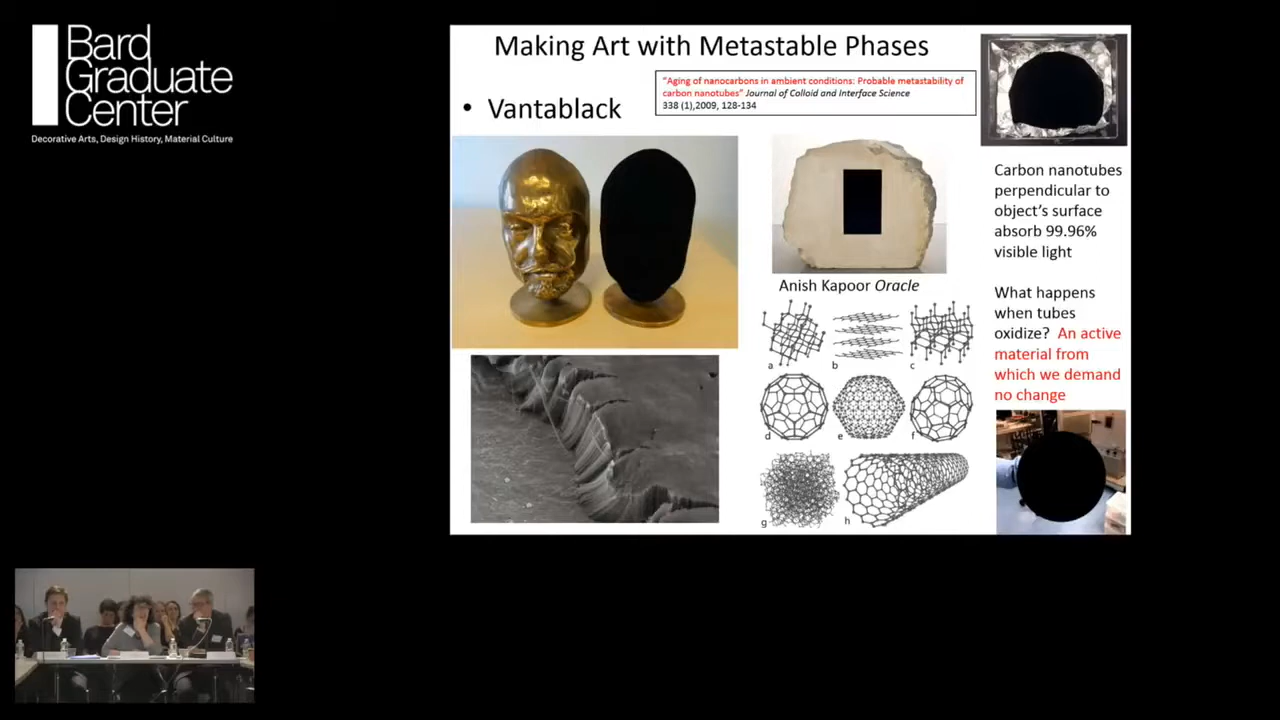 Bard
Graduate
Center
Decorative Arts, Design History, Material Culture
Making Art with Metastable Phases
"Aging of nanocarbons in ambient conditions: Probable metastability of
carbon nanotubes" Journal of Colloid and Interface Science
338 (1),2009, 128-134
• Vantablack
Carbon nanotubes
perpendicular to
object's surface
absorb 99.96%
visible light
Anish Kapoor Oracle
What happens
when tubes
oxidize? An active
material from
which we demand
no change
a
b
c
d
e
f
g
h